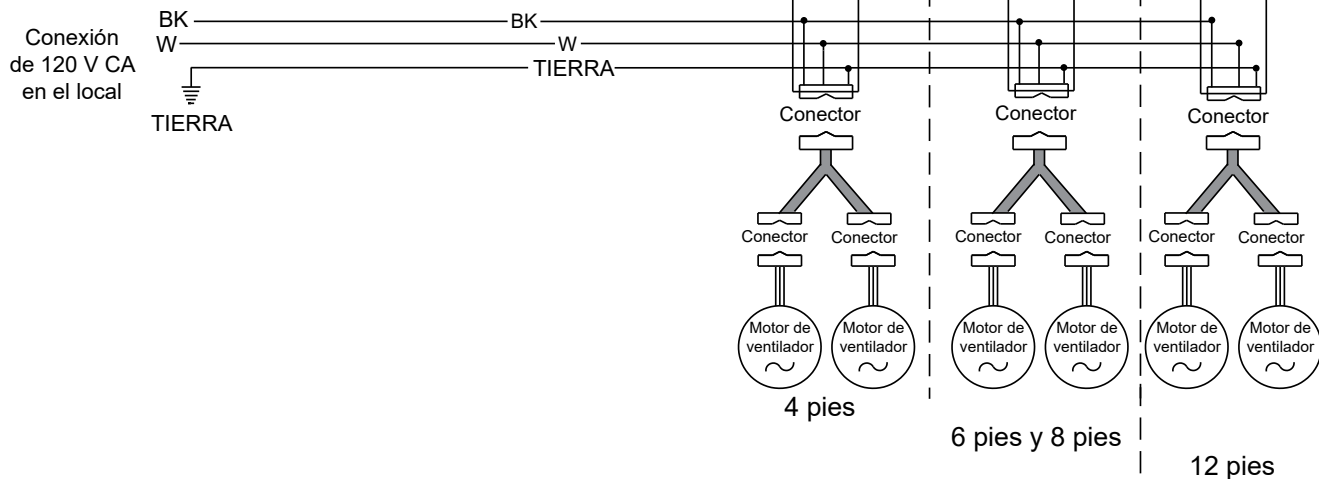 Conexión
de 120 V CA
en el local
BK
W
TIERRA
BK
W
TIERRA
Conector
Conector
Conector
Conector
Conector
Conector
Conector
Conector
Conector
Motor de
ventilador
Motor de
ventilador
Motor de
ventilador
Motor de
ventilador
Motor de
ventilador
Motor de
ventilador
4 pies
6 pies y 8 pies
12 pies